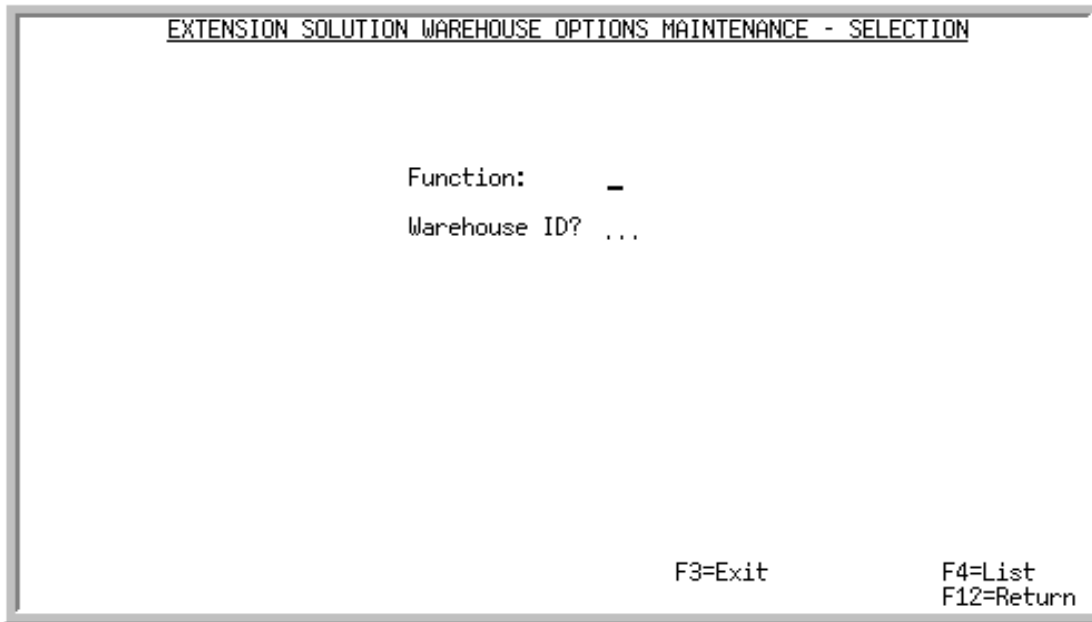 EXTENSION SOLUTION WAREHOUSE OPTIONS MAINTENANCE - SELECTION
Function: _
Warehouse ID? ...
F3=Exit F4=List
F12=Return